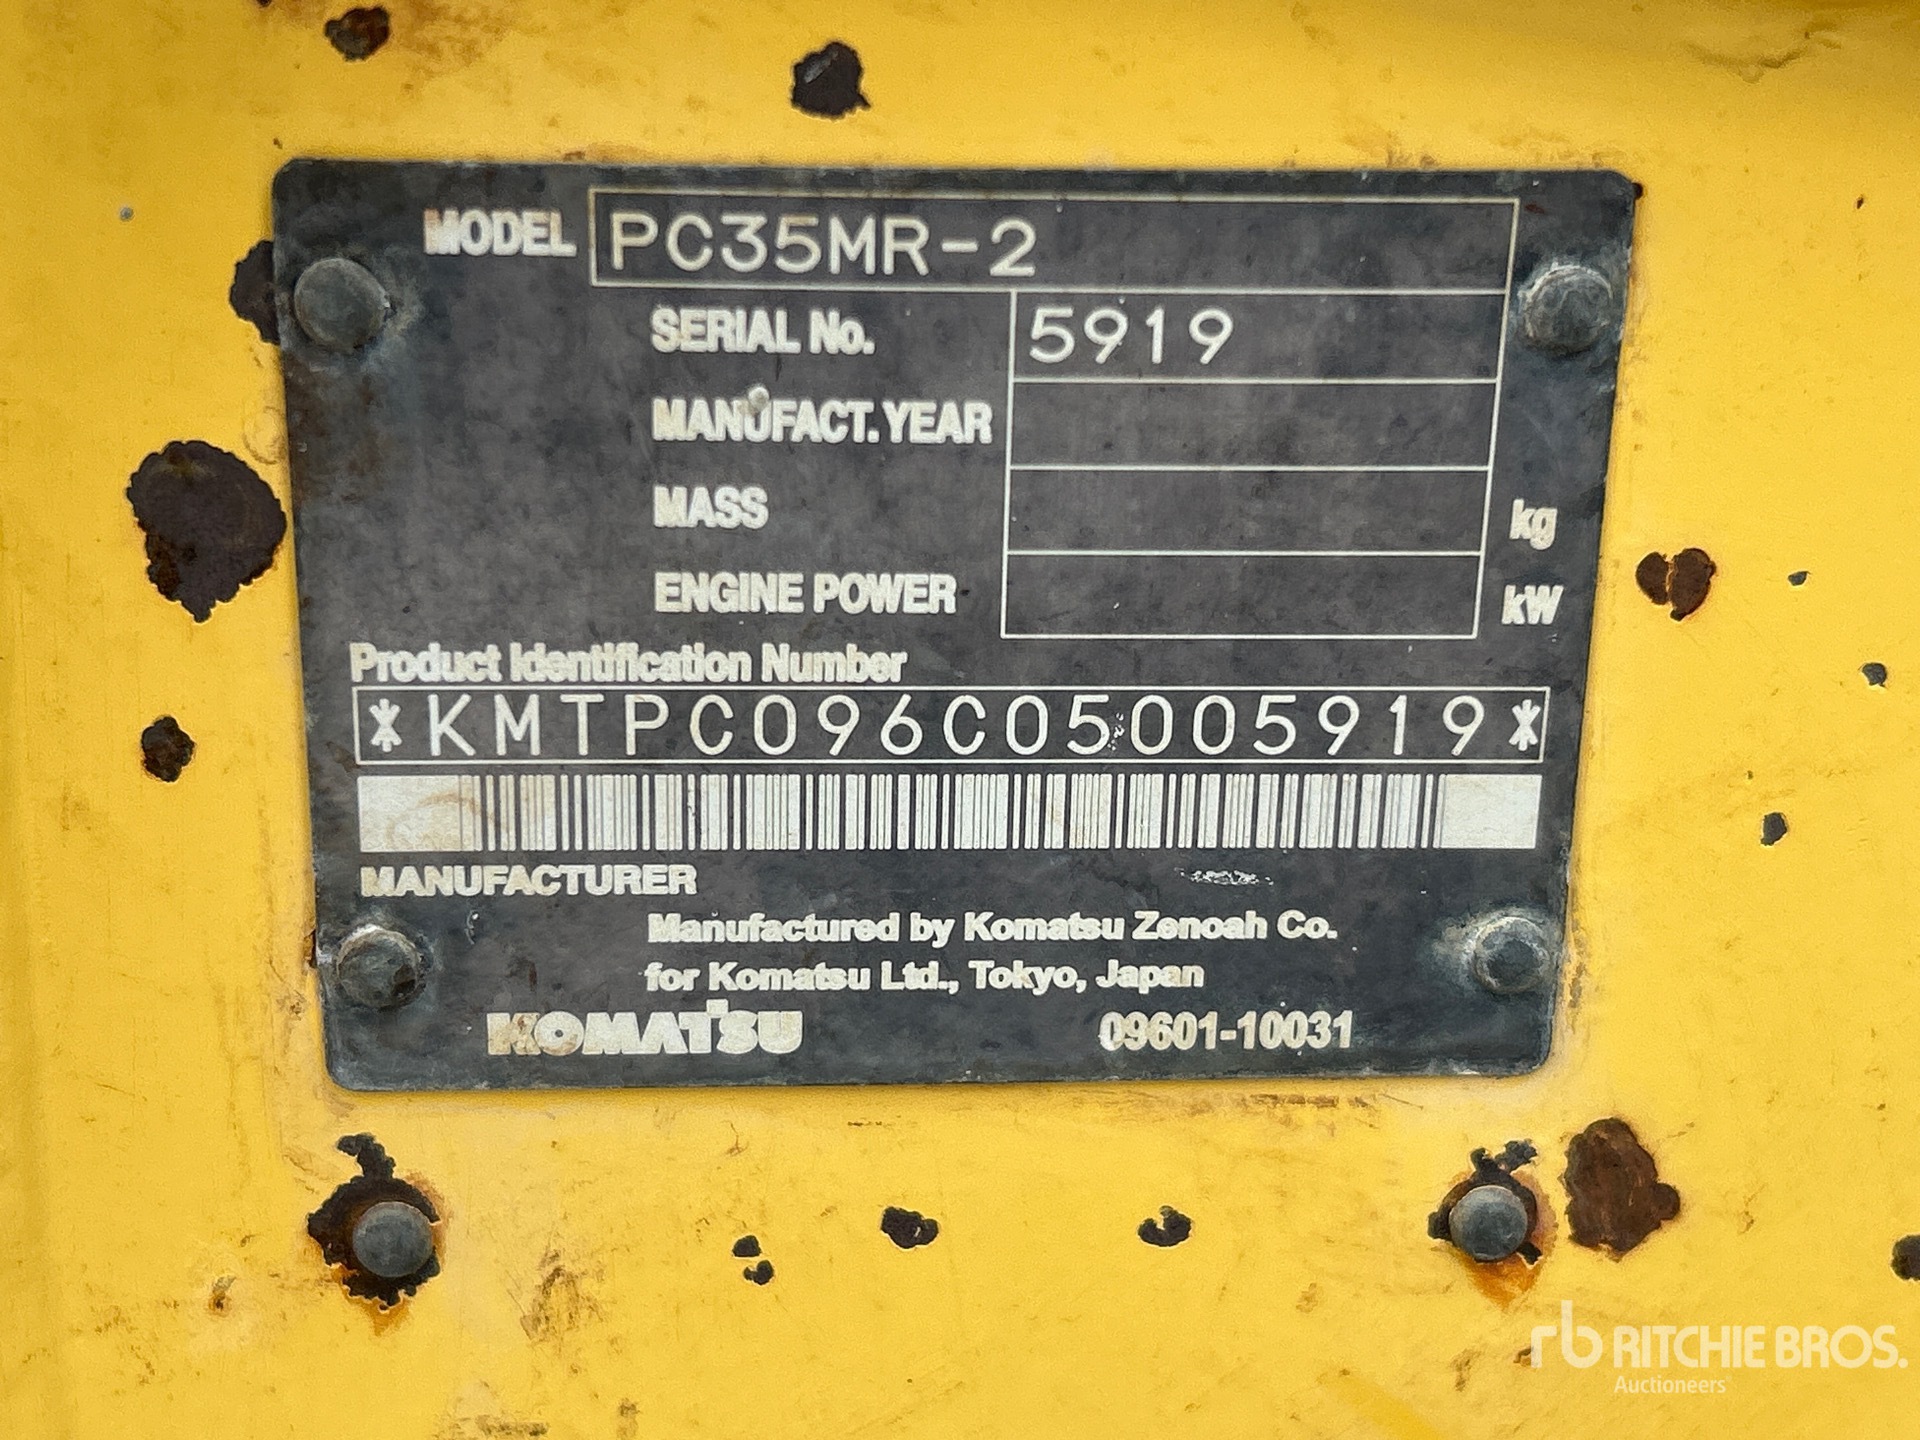 MODEL PC35MR-2
SERIAL No. 5919
MANUFACT. YEAR
MASS kg
ENGINE POWER kW
Product Identification Number
*KMTPC096C05005919*
MANUFACTURER
Manufactured by Komatsu Zenoah Co.
for Komatsu Ltd., Tokyo, Japan
KOMATSU 09601-10031
rb RITCHIE BROS.
Auctioneers